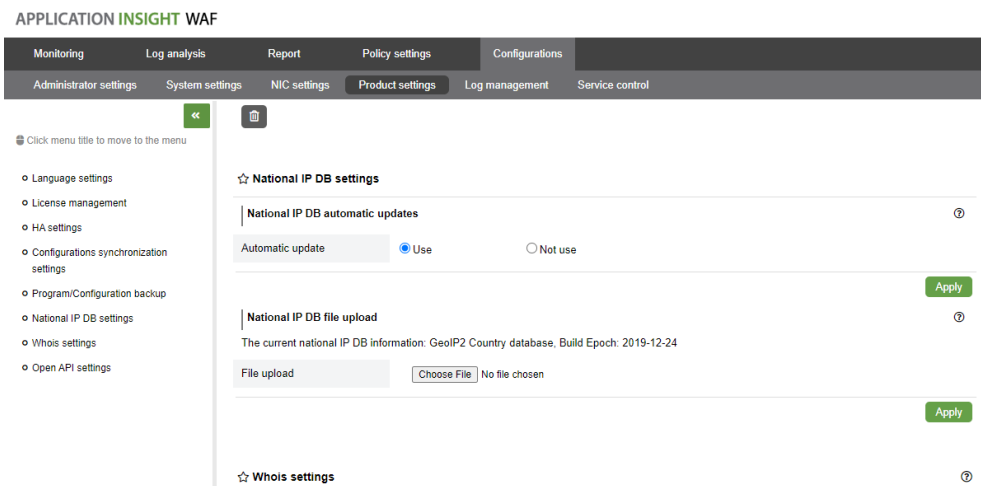 APPLICATION INSIGHT WAF
Monitoring Log analysis Report Policy settings Configurations
Administrator settings System settings NIC settings Product settings Log management Service control
«
Click menu title to move to the menu
Language settings
License management
HA settings
Configurations synchronization
settings
Program/Configuration backup
National IP DB settings
Whois settings
Open API settings
National IP DB settings
National IP DB automatic updates
Automatic update Use Not use
Apply
National IP DB file upload
The current national IP DB information: GeoIP2 Country database, Build Epoch: 2019-12-24
File upload Choose File No file chosen
Apply
Whois settings